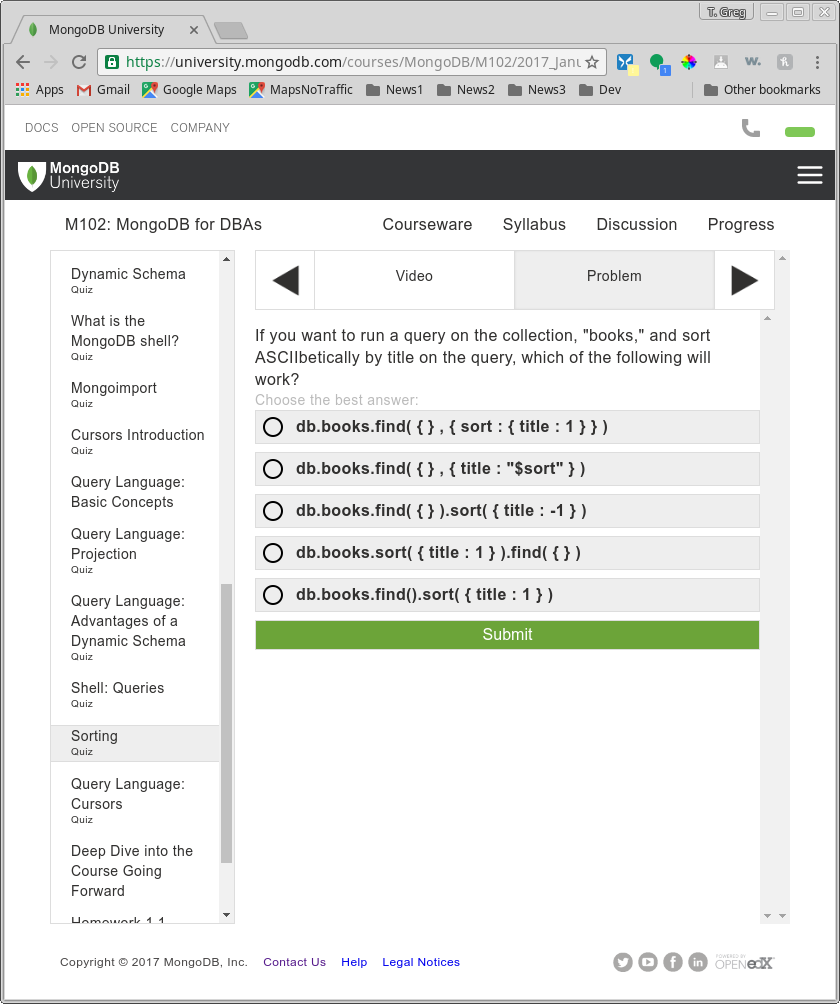 T. Greg
MongoDB University
https://university.mongodb.com/courses/MongoDB/M102/2017_Janu
1
w.
Apps Gmail Google Maps MapsNoTraffic News1 News2 News3 Dev Other bookmarks
DOCS OPEN SOURCE COMPANY
MongoDB
University
M102: MongoDB for DBAs Courseware Syllabus Discussion Progress
Dynamic Schema
Quiz
What is the
MongoDB shell?
Quiz
Mongoimport
Quiz
Cursors Introduction
Quiz
Query Language:
Basic Concepts
Query Language:
Projection
Quiz
Query Language:
Advantages of a
Dynamic Schema
Quiz
Shell: Queries
Quiz
Sorting
Quiz
Query Language:
Cursors
Quiz
Deep Dive into the
Course Going
Forward
Homework 1.1
Video Problem
If you want to run a query on the collection, "books," and sort
ASCIIbetically by title on the query, which of the following will
work?
Choose the best answer:
db.books.find( { } , { sort : { title : 1 } } )
db.books.find( { } , { title : "$sort" } )
db.books.find( { } ).sort( { title : -1 } )
db.books.sort( { title : 1 } ).find( { } )
db.books.find().sort( { title : 1 } )
Submit
Copyright © 2017 MongoDB, Inc. Contact Us Help Legal Notices
POWERED BY
OPEN edX